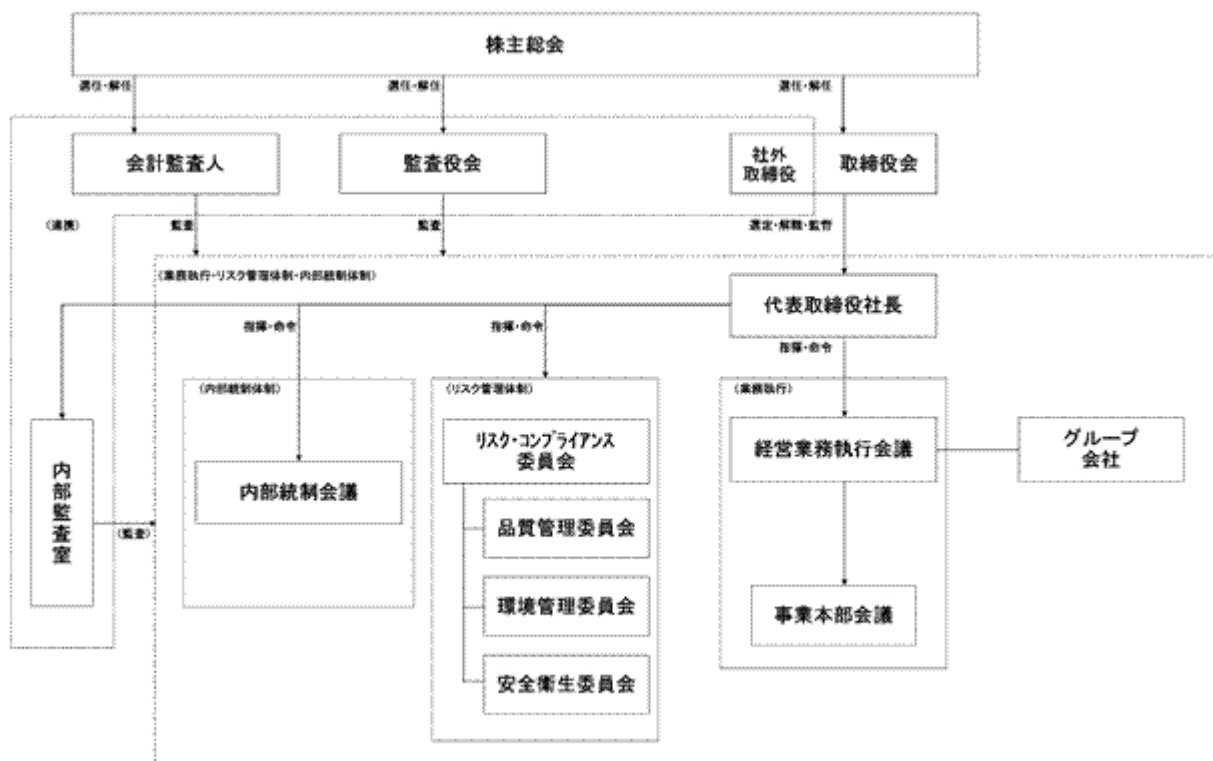 株主総会
選任・解任
選任・解任
選任・解任
会計監査人
監査役会
社外
取締役
取締役会
(連携)
監査
監査
選定・解職・監督
(業務執行・リスク管理体制・内部統制体制)
代表取締役社長
指揮・命令
指揮・命令
指揮・命令
(内部統制体制)
(リスク管理体制)
(業務執行)
リスク・コンプライアンス
委員会
経営業務執行会議
グループ
会社
内部監査室
内部統制会議
(監査)
品質管理委員会
環境管理委員会
事業本部会議
安全衛生委員会